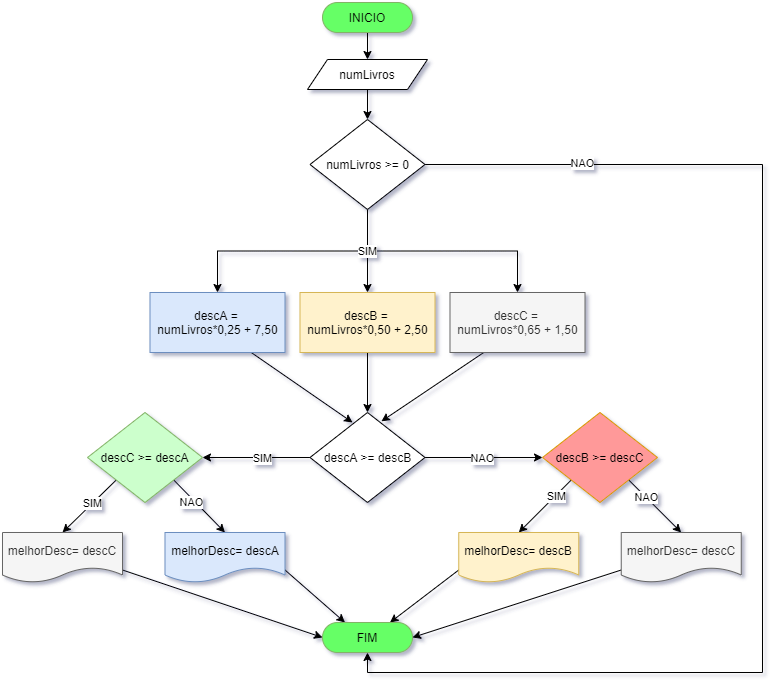 INICIO
numLivros
numLivros >= 0
NAO
SIM
descA =
numLivros*0,25 + 7,50
descB =
numLivros*0,50 + 2,50
descC =
numLivros*0,65 + 1,50
descC >= descA
SIM
descA >= descB
NAO
descB >= descC
SIM
NAO
SIM
NAO
melhorDesc= descC
melhorDesc= descA
melhorDesc= descB
melhorDesc= descC
FIM